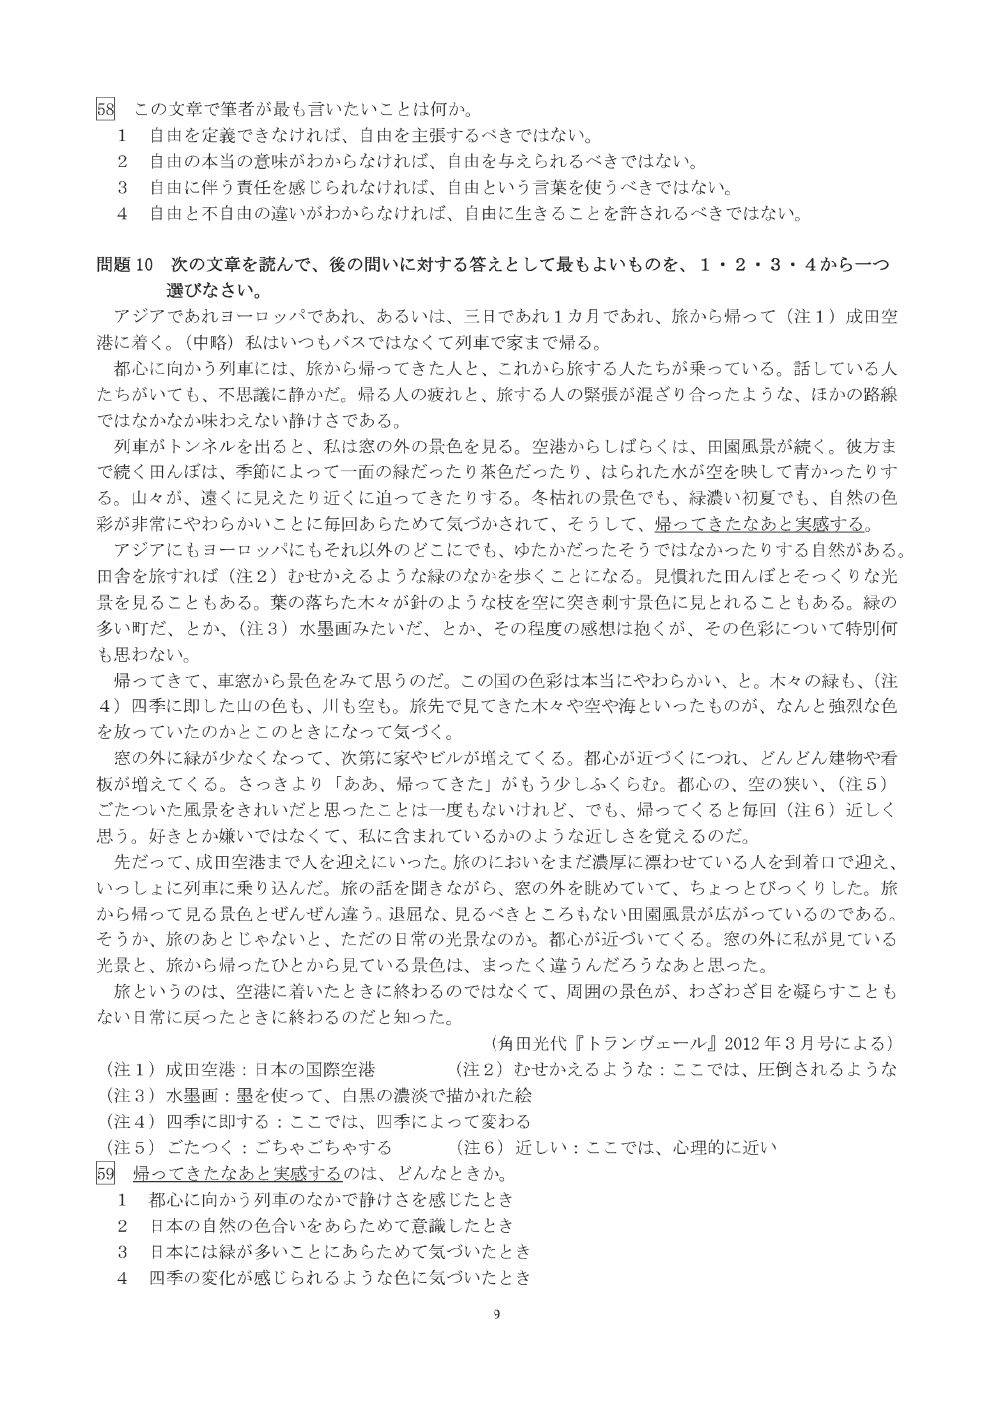 58　この文章で筆者が最も言いたいことは何か。
1　自由を定義できなければ、自由を主張するべきではない。
2　自由の本当の意味がわからなければ、自由を与えられるべきではない。
3　自由に伴う責任を感じられなければ、自由という言葉を使うべきではない。
4　自由と不自由の違いがわからなければ、自由に生きることを許されるべきではない。
問題 10　次の文章を読んで、後の問いに対する答えとして最もよいものを、1・2・3・4から一つ
選びなさい。
アジアであれヨーロッパであれ、あるいは、三日であれ1カ月であれ、旅から帰って（注1）成田空
港に着く。（中略）私はいつもバスではなくて列車で家まで帰る。
都心に向かう列車には、旅から帰ってきた人と、これから旅する人たちが乗っている。話している人
たちがいても、不思議に静かだ。帰る人の疲れと、旅する人の緊張が混ざり合ったような、ほかの路線
ではなかなか味わえない静けさである。
列車がトンネルを出ると、私は窓の外の景色を見る。空港からしばらくは、田園風景が続く。彼方ま
で続く田んぼは、季節によって一面の緑だったり茶色だったり、はられた水が空を映して青かったりす
る。山々が、遠くに見えたり近くに迫ってきたりする。冬枯れの景色でも、緑濃い初夏でも、自然の色
彩が非常にやわらかいことに毎回あらためて気づかされて、そうして、帰ってきたなあと実感する。
アジアにもヨーロッパにもそれ以外のどこにでも、ゆたかだったそうではなかったりする自然がある。
田舎を旅すれば（注2）むせかえるような緑のなかを歩くことになる。見慣れた田んぼとそっくりな光
景を見ることもある。葉の落ちた木々が針のような枝を空に突き刺す景色に見とれることもある。緑の
多い町だ、とか、（注3）水墨画みたいだ、とか、その程度の感想は抱くが、その色彩について特別何
も思わない。
帰ってきて、車窓から景色をみて思うのだ。この国の色彩は本当にやわらかい、と。木々の緑も、（注
4）四季に即した山の色も、川も空も。旅先で見てきた木々や空や海といったものが、なんと強烈な色
を放っていたのかとこのときになって気づく。
窓の外に緑が少なくなって、次第に家やビルが増えてくる。都心が近づくにつれ、どんどん建物や看
板が増えてくる。さっきより「ああ、帰ってきた」がもう少しふくらむ。都心の、空の狭い、（注5）
ごたついた風景をきれいだと思ったことは一度もないけれど、でも、帰ってくると毎回（注6）近しく
思う。好きとか嫌いではなくて、私に含まれているかのような近しさを覚えるのだ。
先だって、成田空港まで人を迎えにいった。旅のにおいをまだ濃厚に漂わせている人を到着口で迎え、
いっしょに列車に乗り込んだ。旅の話を聞きながら、窓の外を眺めていて、ちょっとびっくりした。旅
から帰って見る景色とぜんぜん違う。退屈な、見るべきところもない田園風景が広がっているのである。
そうか、旅のあとじゃないと、ただの日常の光景なのか。都心が近づいてくる。窓の外に私が見ている
光景と、旅から帰ったひとから見ている景色は、まったく違うんだろうなあと思った。
旅というのは、空港に着いたときに終わるのではなくて、周囲の景色が、わざわざ目を凝らすことも
ない日常に戻ったときに終わるのだと知った。
（角田光代『トランヴェール』2012 年 3 月号による）
（注1）成田空港：日本の国際空港　（注2）むせかえるような：ここでは、圧倒されるような
（注3）水墨画：墨を使って、白黒の濃淡で描かれた絵
（注4）四季に即する：ここでは、四季によって変わる
（注5）ごたつく：ごちゃごちゃする　（注6）近しい：ここでは、心理的に近い
59　帰ってきたなあと実感するのは、どんなときか。
1　都心に向かう列車のなかで静けさを感じたとき
2　日本の自然の色合いをあらためて意識したとき
3　日本には緑が多いことにあらためて気づいたとき
4　四季の変化が感じられるような色に気づいたとき
9